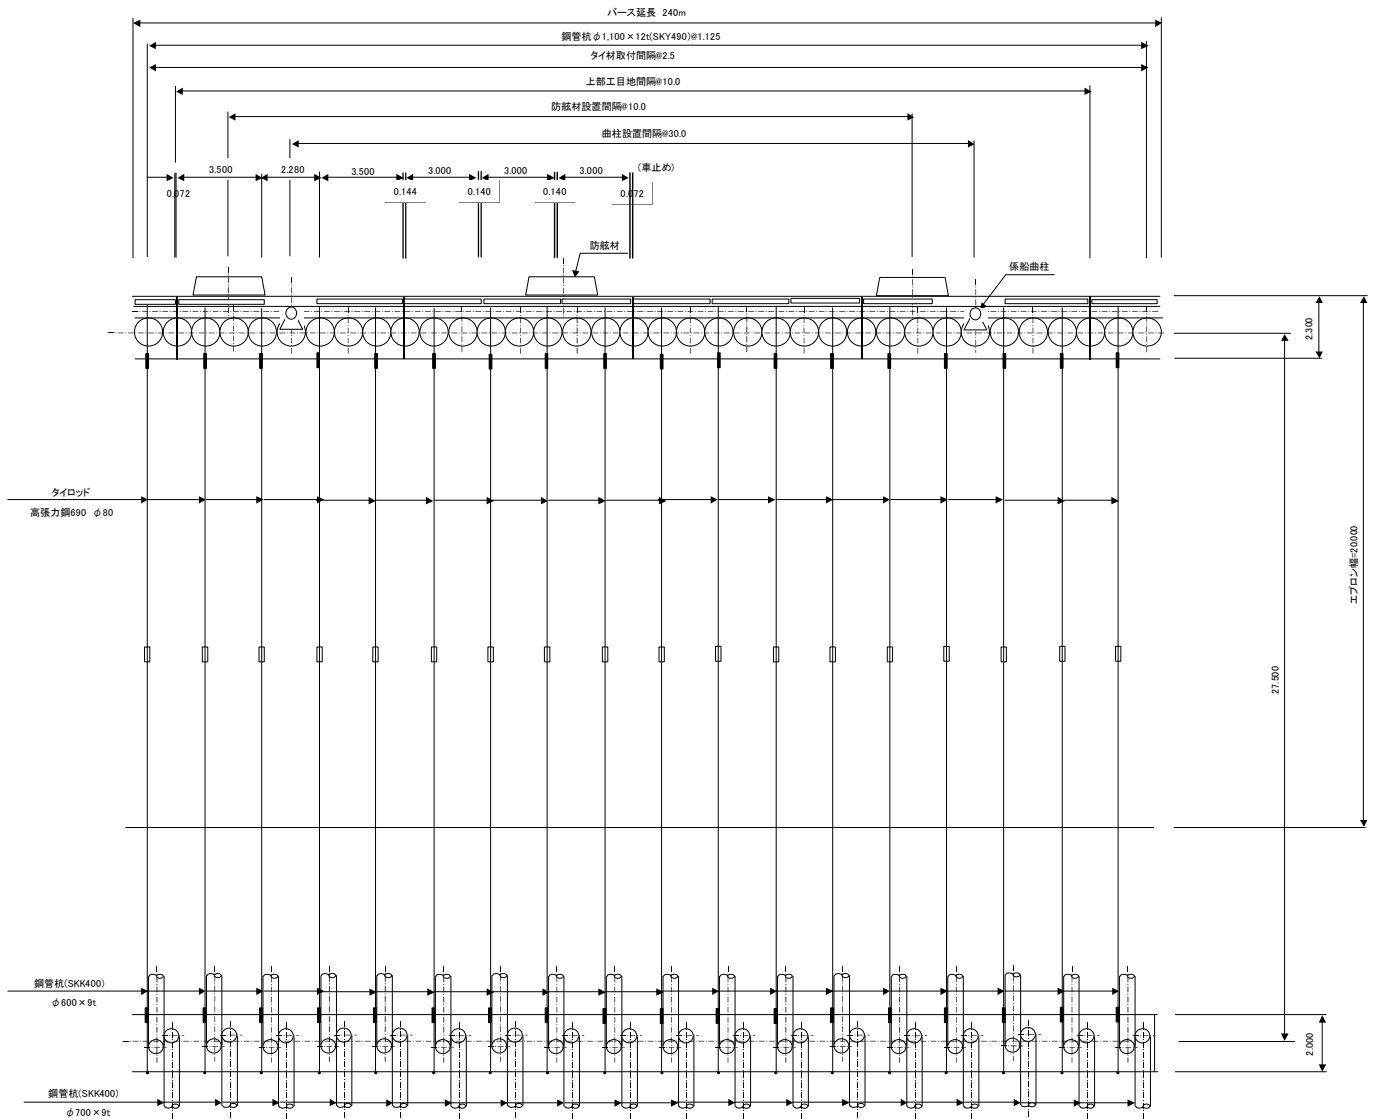 バース延長 240m
鋼管杭φ1,100×12t(SKY490)@1.125
タイ材取付間隔@2.5
上部工目地間隔@10.0
防舷材設置間隔@10.0
曲柱設置間隔@30.0
3.500 2.280 3.500 3.000 3.000 3.000 (車止め)
0.072 0.144 0.140 0.140 0.072
防舷材
係船曲柱
2.300
タイロッド
高張力鋼690 φ80
エプロン幅=20.000
27.500
鋼管杭(SKK400)
φ600×9t
2.000
鋼管杭(SKK400)
φ700×9t